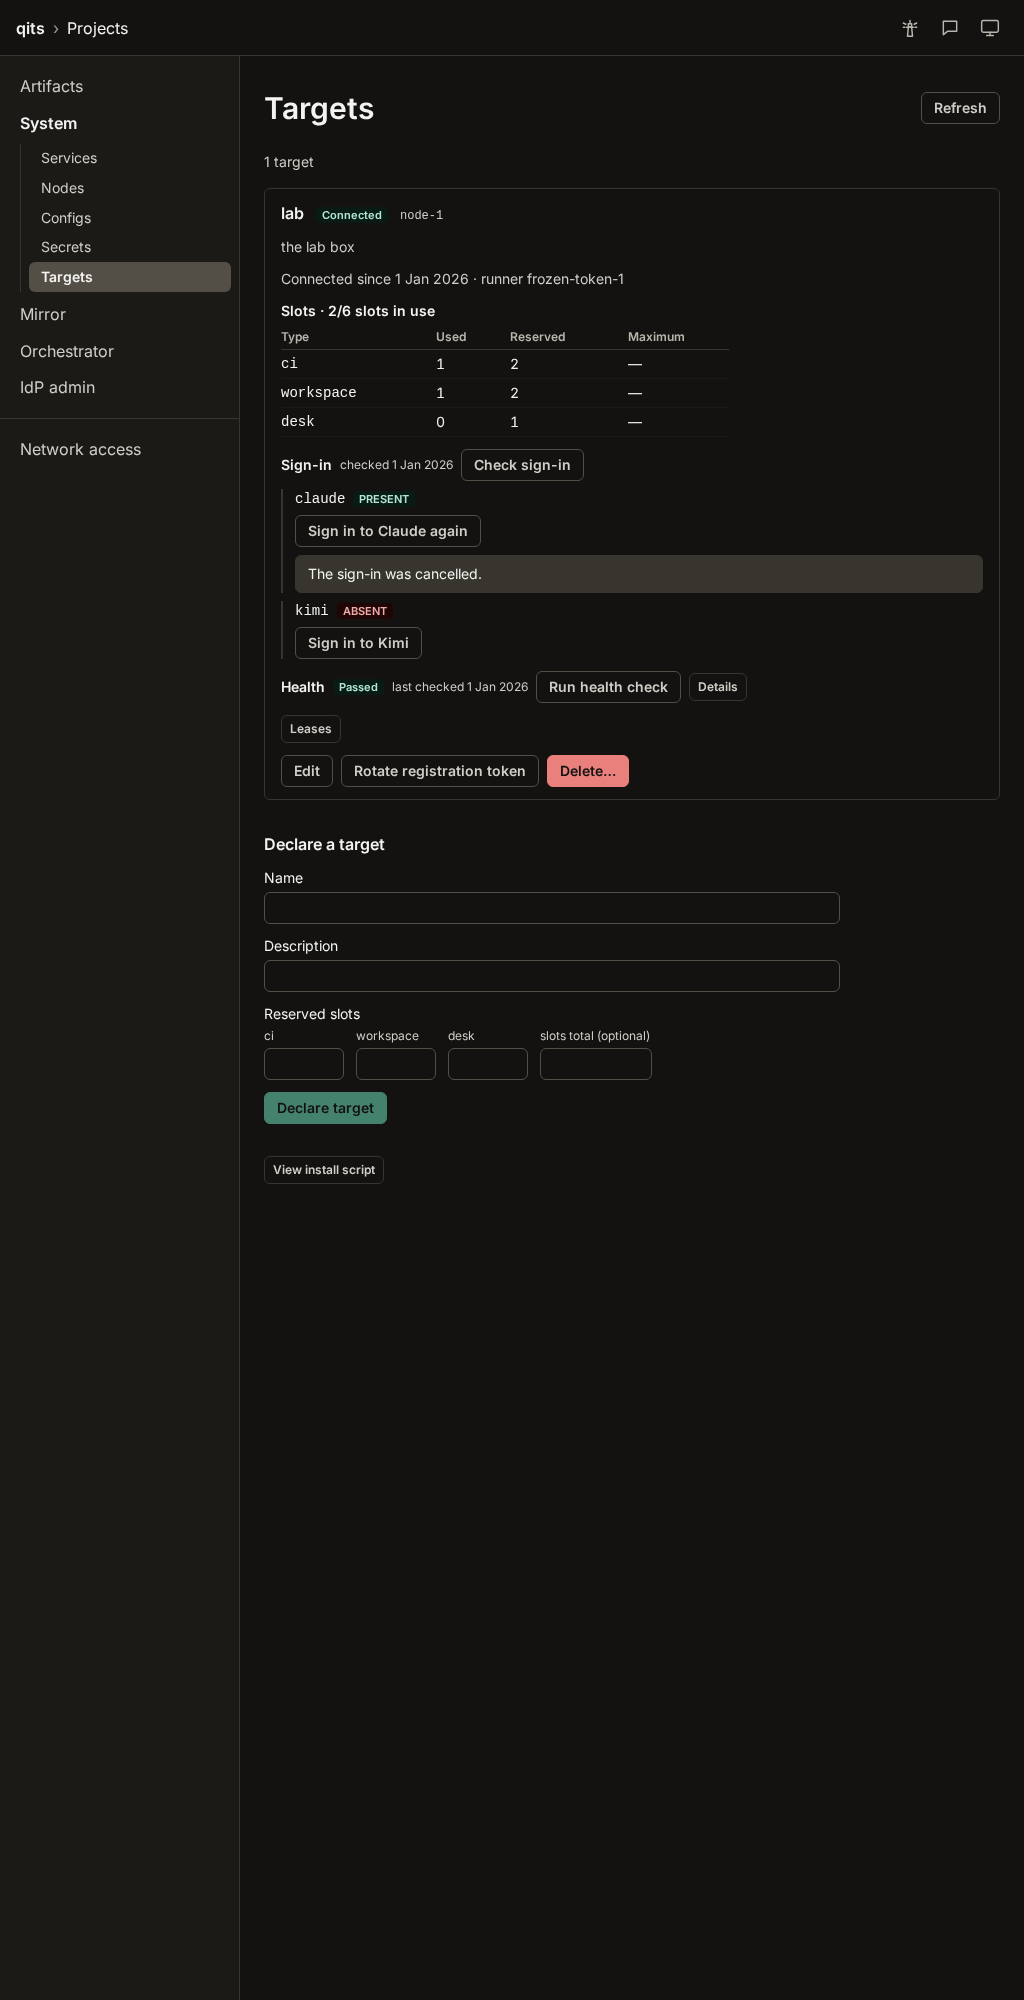 qits › Projects
Artifacts
System
Services
Nodes
Configs
Secrets
Targets
Mirror
Orchestrator
IdP admin
Network access
Targets
Refresh
1 target
lab Connected node-1
the lab box
Connected since 1 Jan 2026 · runner frozen-token-1
Slots · 2/6 slots in use
Type Used Reserved Maximum
ci 1 2 —
workspace 1 2 —
desk 0 1 —
Sign-in checked 1 Jan 2026 Check sign-in
claude PRESENT
Sign in to Claude again
The sign-in was cancelled.
kimi ABSENT
Sign in to Kimi
Health Passed last checked 1 Jan 2026 Run health check Details
Leases
Edit Rotate registration token Delete...
Declare a target
Name
Description
Reserved slots
ci workspace desk slots total (optional)
Declare target
View install script